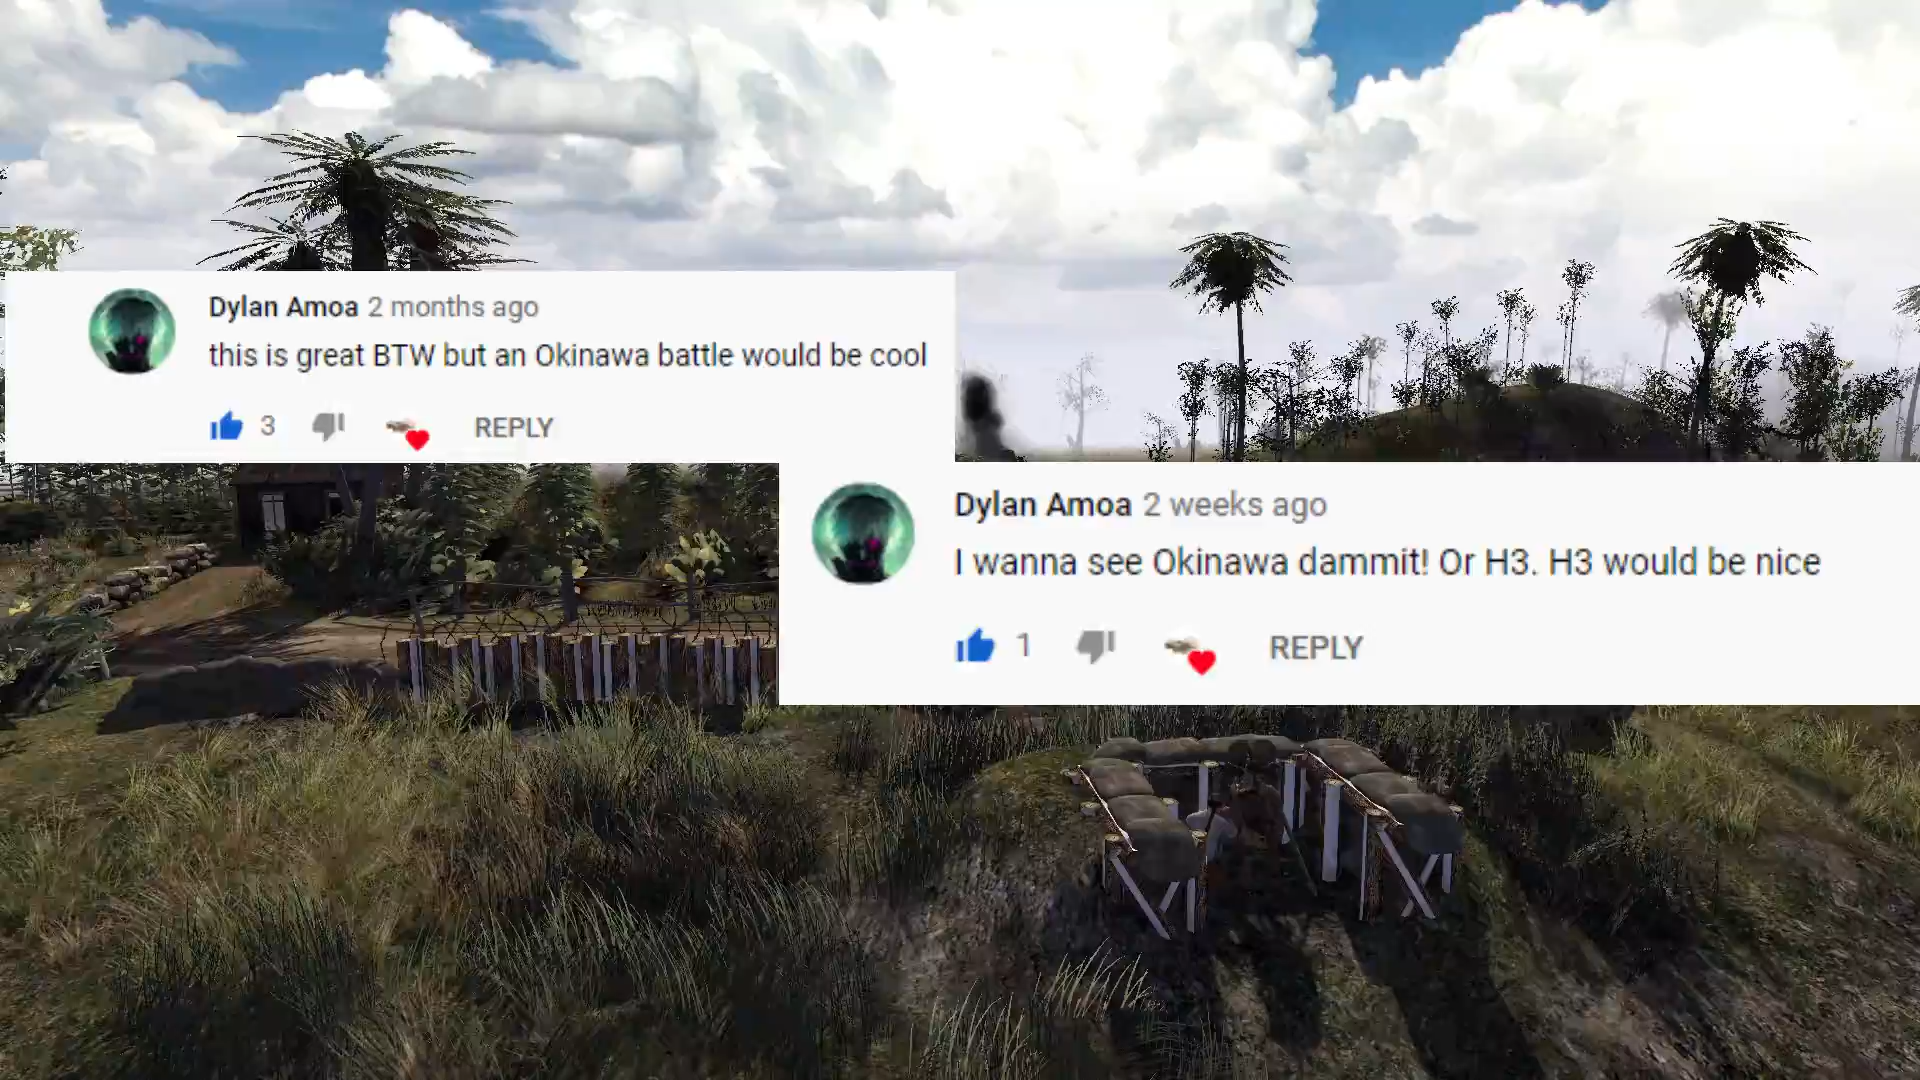 Dylan Amoa 2 months ago
this is great BTW but an Okinawa battle would be cool
3 REPLY
Dylan Amoa 2 weeks ago
I wanna see Okinawa dammit! Or H3. H3 would be nice
1 REPLY